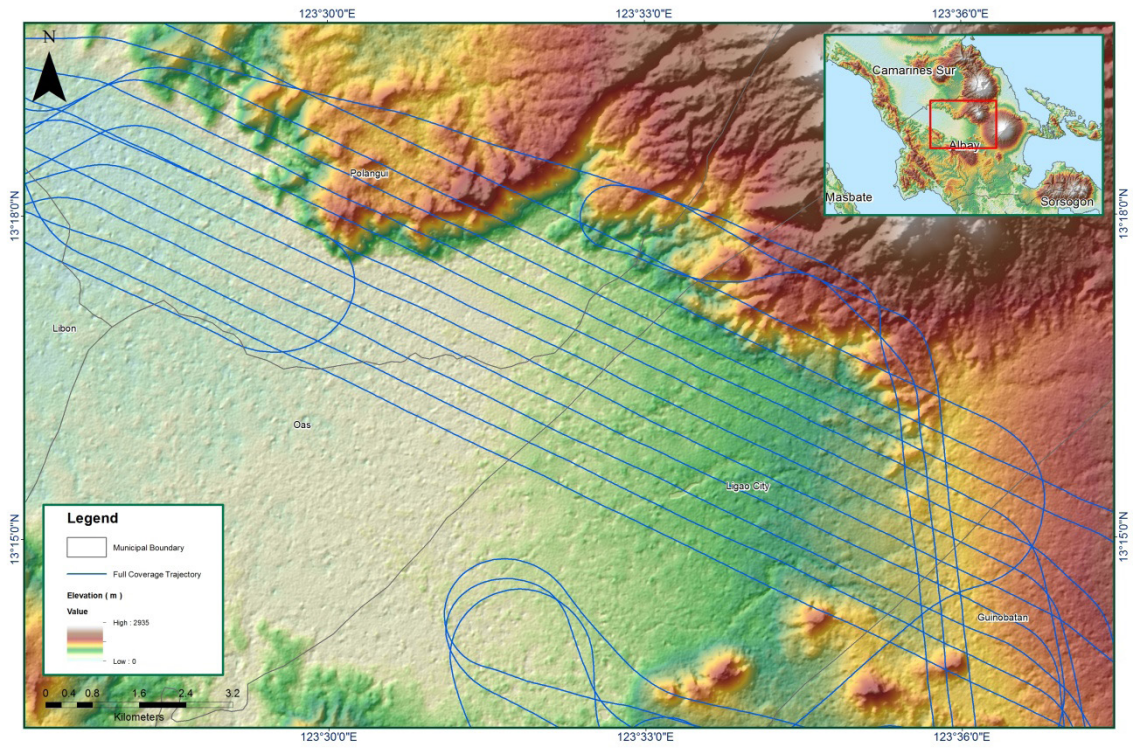 123°30'0"E
123°33'0"E
123°36'0"E
N
Camarines Sur
Albay
Masbate
Sorsogon
Polangui
13°18'0"N
13°18'0"N
Libon
Oas
Ligao City
13°15'0"N
13°15'0"N
Guinobatan
Legend
Municipal Boundary
Full Coverage Trajectory
Elevation ( m )
Value
High : 2935
Low : 0
0 0.4 0.8 1.6 2.4 3.2
Kilometers
123°30'0"E
123°33'0"E
123°36'0"E